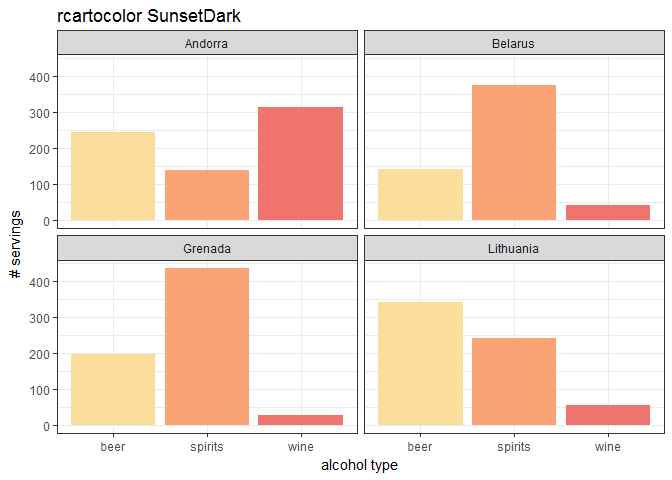 rcartocolor SunsetDark
Andorra
Belarus
400
300
200
100
0
Grenada
Lithuania
400
300
200
100
0
# servings
beer spirits wine
beer spirits wine
alcohol type